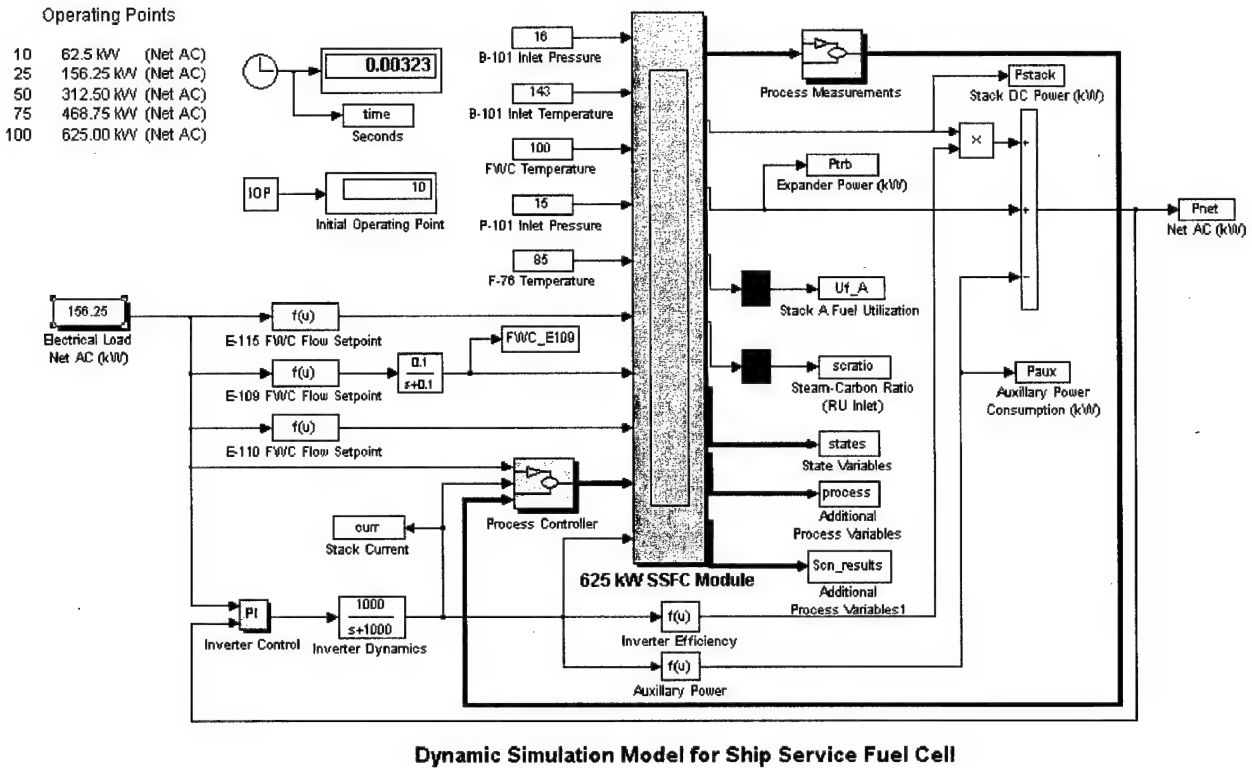 Operating Points
10 62.5 kW (Net AC)
25 156.25 kW (Net AC)
50 312.50 kW (Net AC)
75 468.75 kW (Net AC)
100 625.00 kW (Net AC)
0.00323
time
Seconds
IOP
10
Initial Operating Point
16
B-101 Inlet Pressure
143
B-101 Inlet Temperature
100
FWC Temperature
15
P-101 Inlet Pressure
85
F-76 Temperature
156.25
Electrical Load
Net AC (kW)
f(u)
E-115 FWC Flow Setpoint
f(u)
E-109 FWC Flow Setpoint
0.1
s+0.1
FWC_E109
f(u)
E-110 FWC Flow Setpoint
Process Controller
curr
Stack Current
PI
Inverter Control
1000
s+1000
Inverter Dynamics
625 kW SSFC Module
f(u)
Inverter Efficiency
f(u)
Auxillary Power
Process Measurements
Pstack
Stack DC Power (kW)
×
+
+
−
Ptrb
Expander Power (kW)
Pnet
Net AC (kW)
Uf_A
Stack A Fuel Utilization
scratio
Steam-Carbon Ratio
(RU Inlet)
Paux
Auxillary Power
Consumption (kW)
states
State Variables
process
Additional
Process Variables
Scn_results
Additional
Process Variables1
Dynamic Simulation Model for Ship Service Fuel Cell